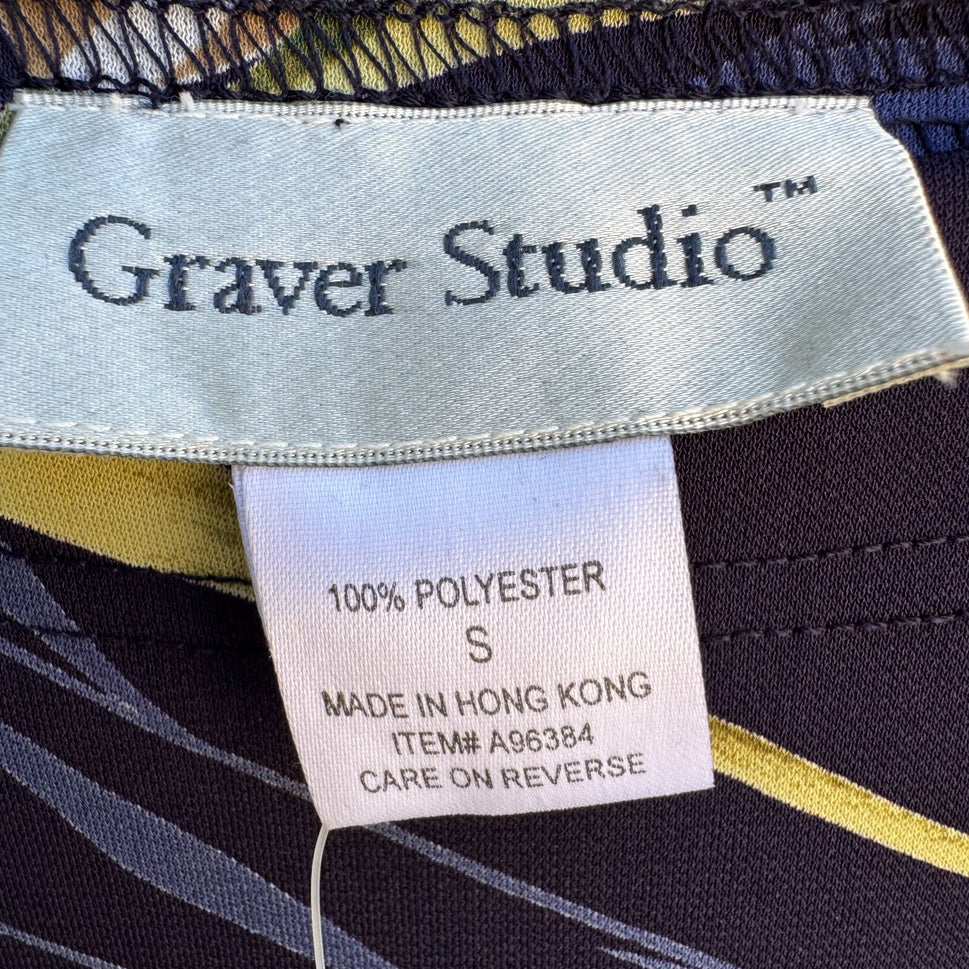 Graver Studio™
100% POLYESTER
S
MADE IN HONG KONG
ITEM# A96384
CARE ON REVERSE